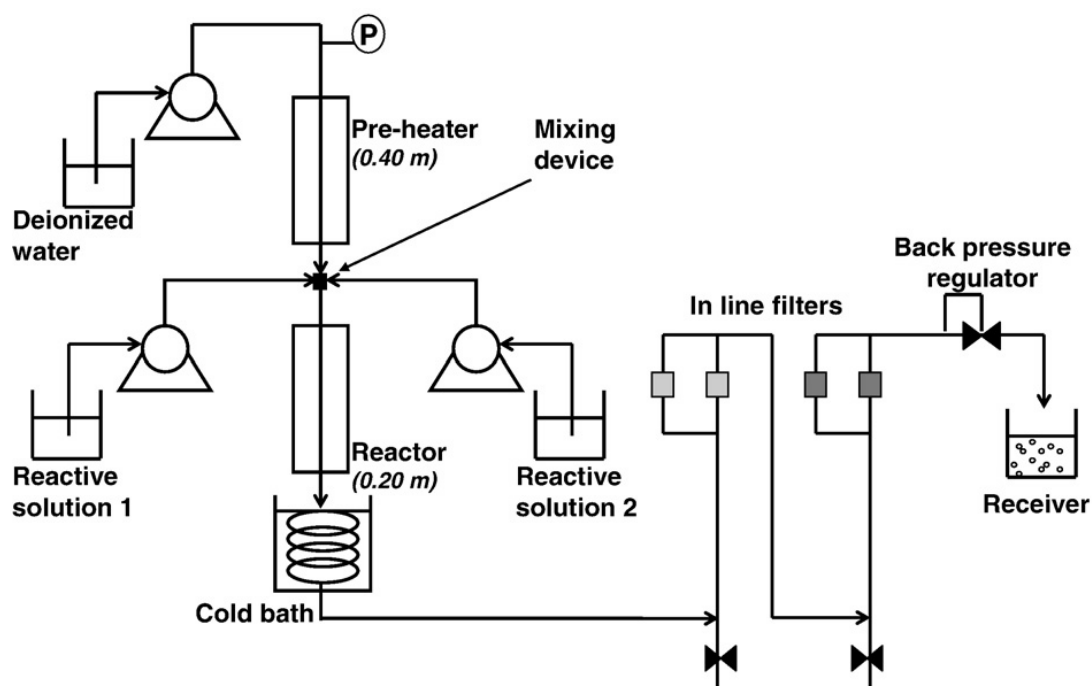 P
Pre-heater
(0.40 m)
Mixing
device
Deionized
water
Back pressure
regulator
In line filters
Reactor
(0.20 m)
Reactive
solution 1
Reactive
solution 2
Receiver
Cold bath